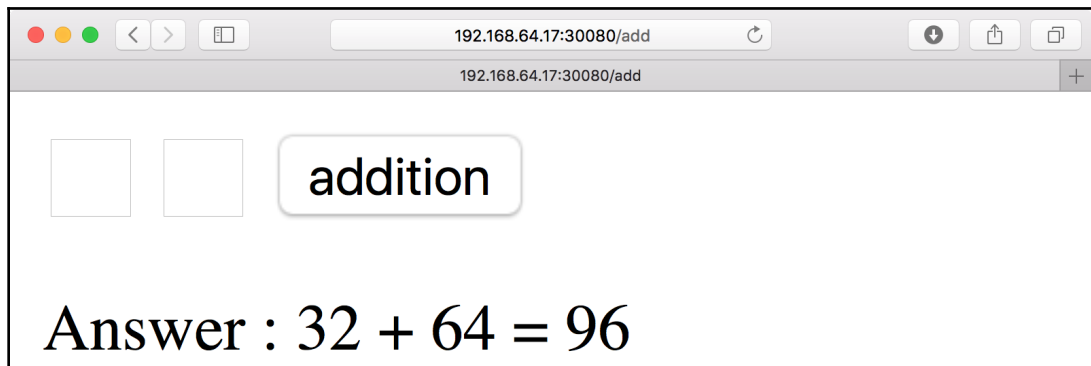 192.168.64.17:30080/add
192.168.64.17:30080/add
addition
Answer : 32 + 64 = 96